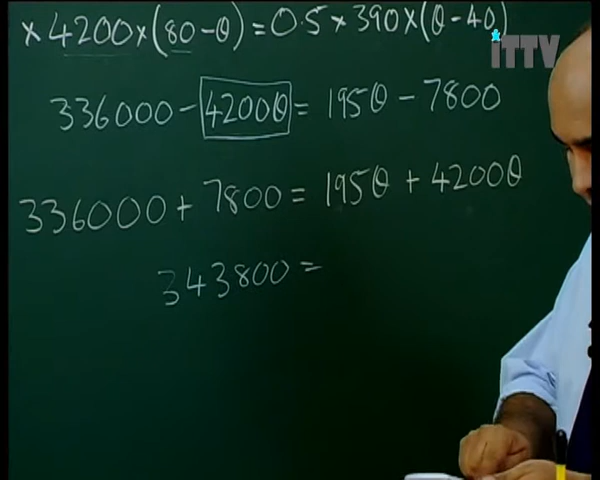 × 4200 × (80 - θ) = 0.5 × 390 × (θ - 40)
iTTV
336000 - 4200θ = 195θ - 7800
336000 + 7800 = 195θ + 4200θ
343800 =